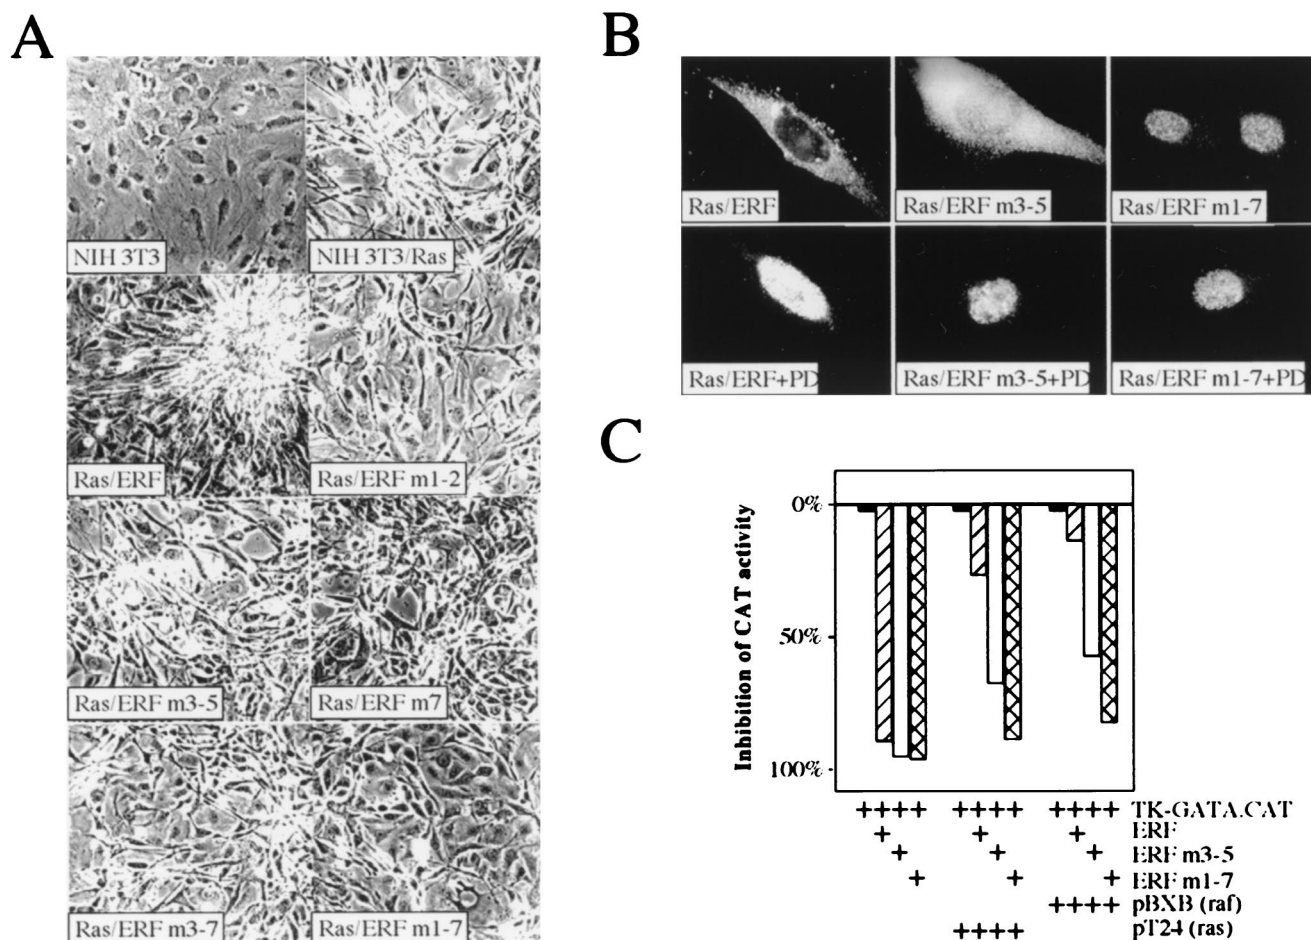 A
NIH 3T3
NIH 3T3/Ras
Ras/ERF
Ras/ERF m1-2
Ras/ERF m3-5
Ras/ERF m7
Ras/ERF m3-7
Ras/ERF m1-7
B
Ras/ERF
Ras/ERF m3-5
Ras/ERF m1-7
Ras/ERF+PD
Ras/ERF m3-5+PD
Ras/ERF m1-7+PD
C
Inhibition of CAT activity
0%
50%
100%
++++ ++++ ++++ TK-GATA.CAT
+ + + ERF
+ + + ERF m3-5
+ + + ERF m1-7
++++ pBXB (raf)
++++ pT24 (ras)